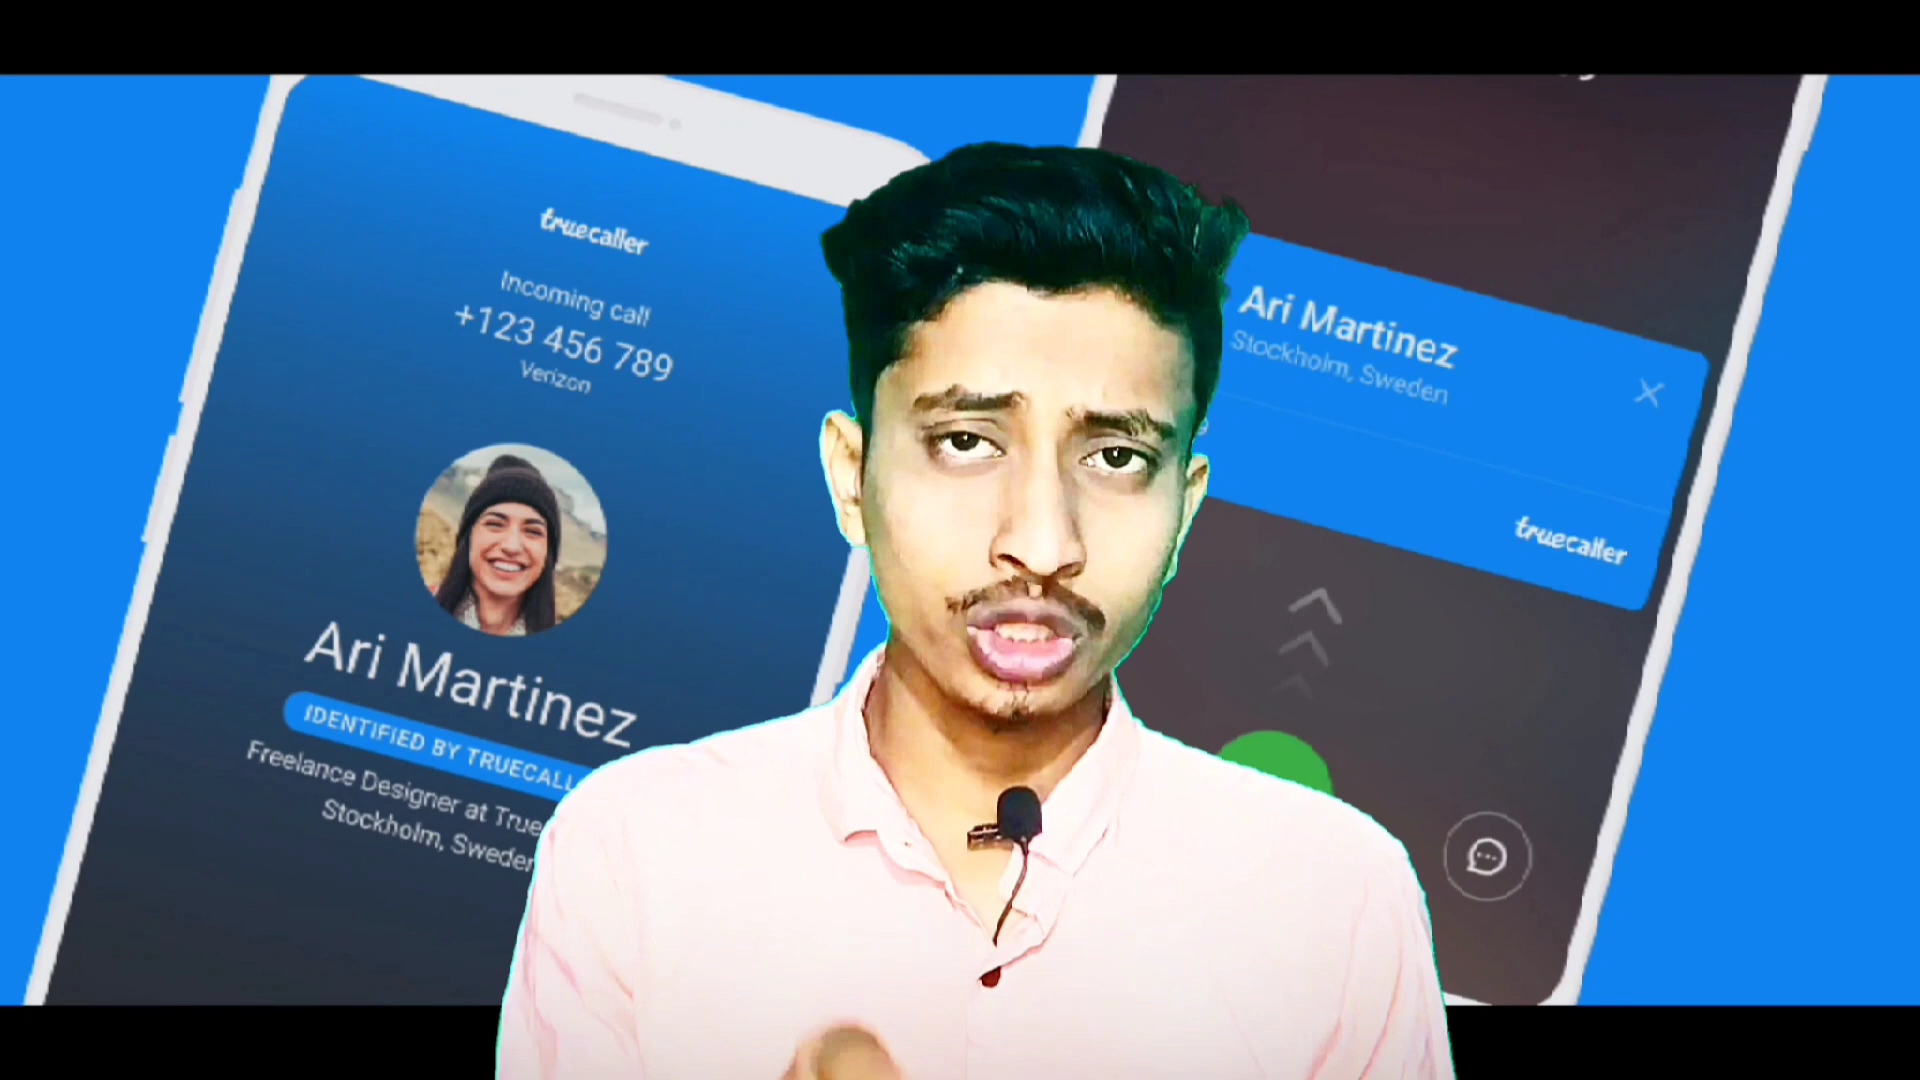 truecaller
Incoming call
+123 456 789
Verizon
Ari Martinez
IDENTIFIED BY TRUECALL
Freelance Designer at True
Stockholm, Sweden
Ari Martinez
Stockholm, Sweden
truecaller